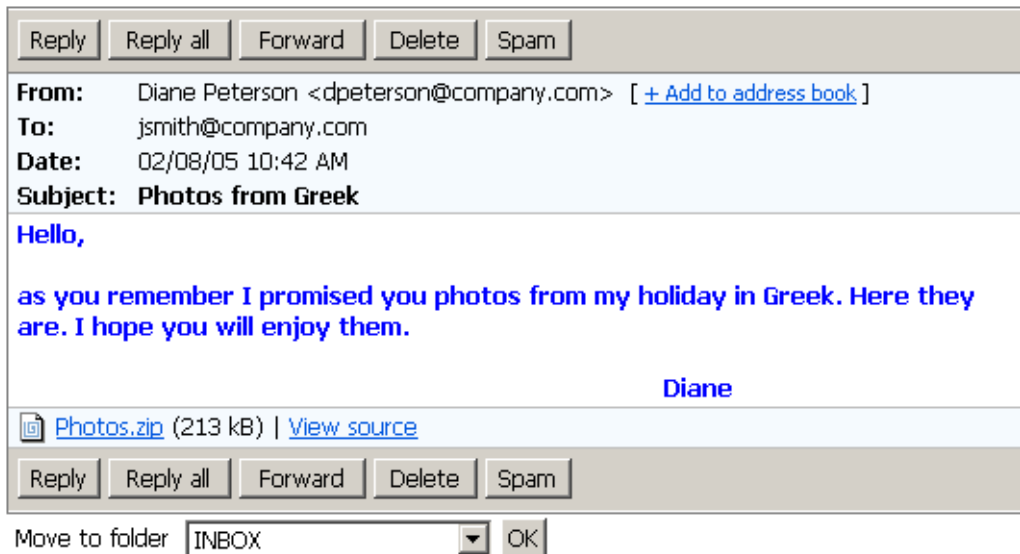 Reply Reply all Forward Delete Spam
From: Diane Peterson <dpeterson@company.com> [ + Add to address book ]
To: jsmith@company.com
Date: 02/08/05 10:42 AM
Subject: Photos from Greek
Hello,
as you remember I promised you photos from my holiday in Greek. Here they
are. I hope you will enjoy them.
Diane
Photos.zip (213 kB) | View source
Reply Reply all Forward Delete Spam
Move to folder INBOX OK